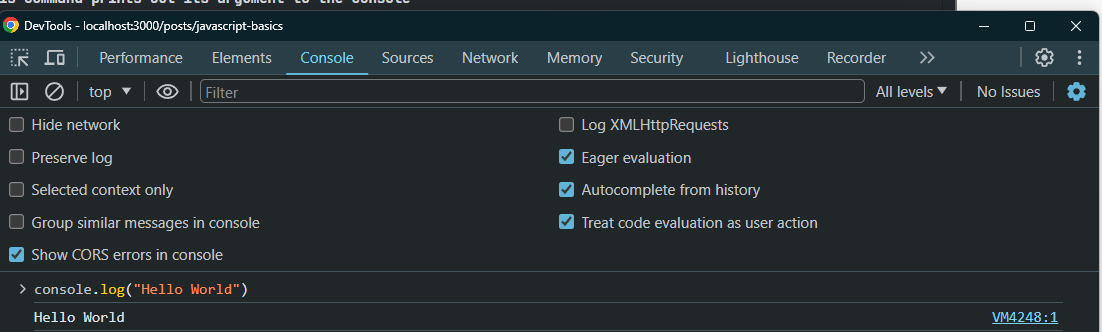 is command prints out its argument to the console
DevTools - localhost:3000/posts/javascript-basics
Performance Elements Console Sources Network Memory Security Lighthouse Recorder
top Filter All levels No Issues
Hide network Log XMLHttpRequests
Preserve log Eager evaluation
Selected context only Autocomplete from history
Group similar messages in console Treat code evaluation as user action
Show CORS errors in console
> console.log("Hello World")
Hello World VM4248:1